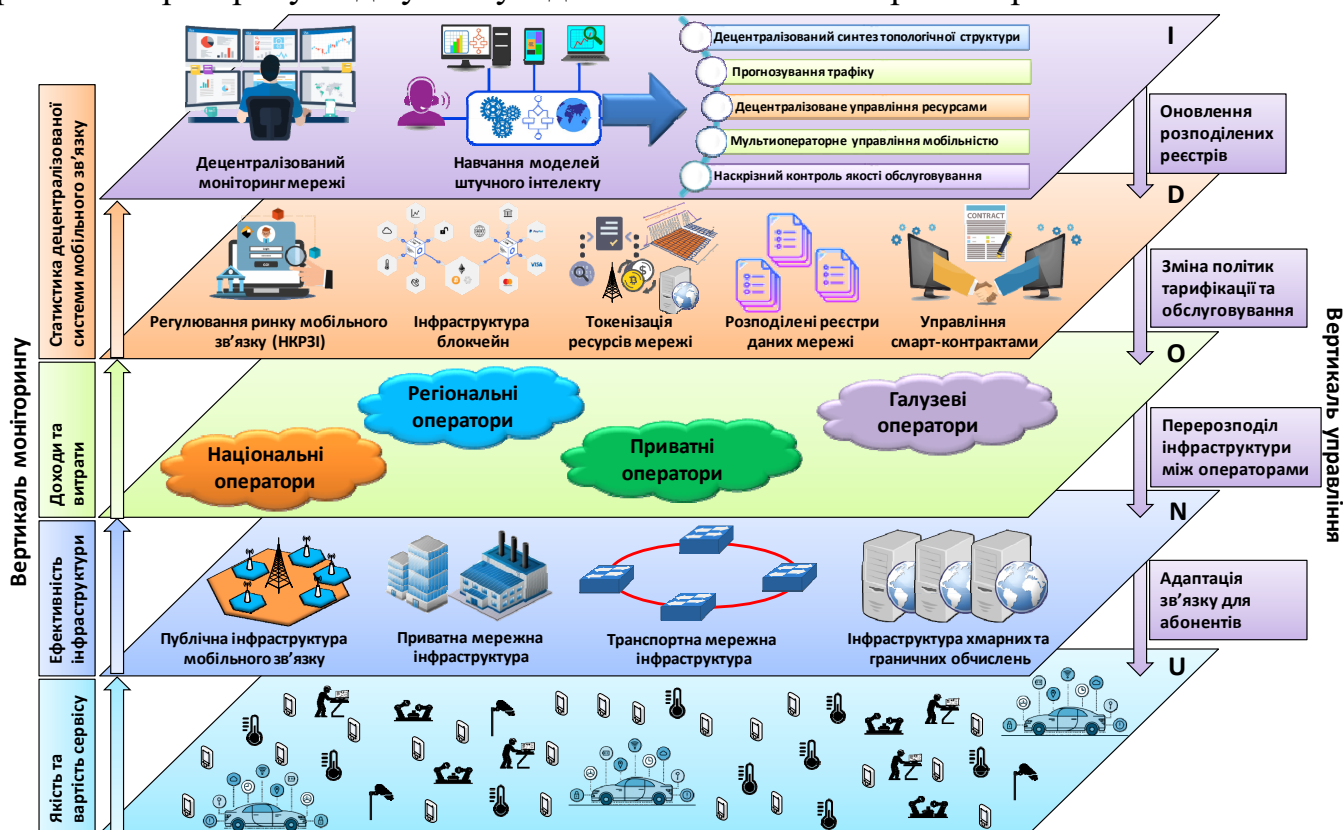 I
Децентралізований синтез топологічної структури
Прогнозування трафіку
Децентралізоване управління ресурсами
Мультиоператорне управління мобільністю
Наскрізний контроль якості обслуговування
Децентралізований
моніторинг мережі
Навчання моделей
штучного інтелекту
Оновлення
розподілених
реєстрів
D
CONTRACT
VISA
Регулювання ринку мобільного
зв’язку (НКРЗІ)
Інфраструктура
блокчейн
Токенізація
ресурсів мережі
Розподілені реєстри
даних мережі
Управління
смарт-контрактами
Зміна політик
тарифікації та
обслуговування
O
Національні
оператори
Регіональні
оператори
Приватні
оператори
Галузеві
оператори
Перерозподіл
інфраструктури
між операторами
N
Публічна інфраструктура
мобільного зв’язку
Приватна мережна
інфраструктура
Транспортна мережна
інфраструктура
Інфраструктура хмарних та
граничних обчислень
Адаптація
зв’язку для
абонентів
U
Вертикаль моніторингу
Статистика децентралізованої
системи мобільного зв’язку
Доходи та
витрати
Ефективність
інфраструктури
Якість та
вартість сервісу
Вертикаль управління